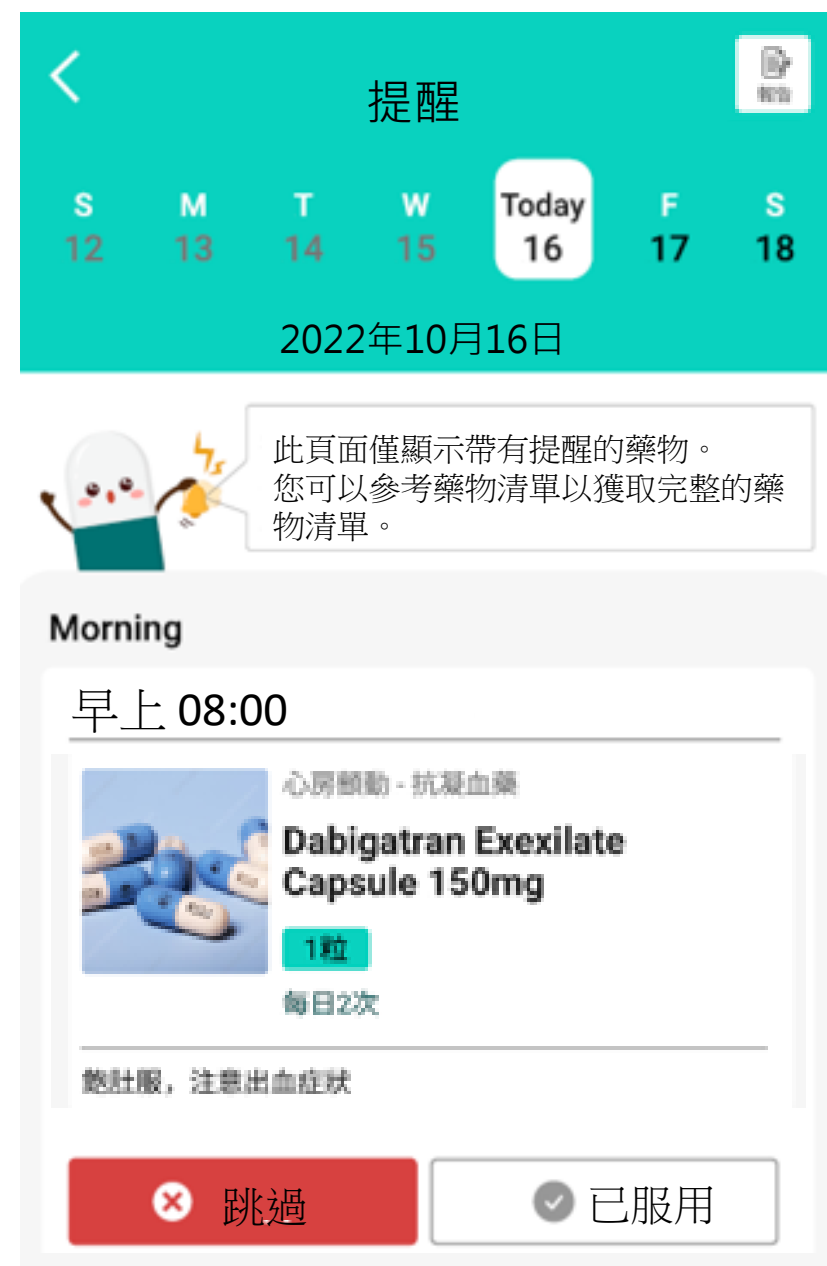 提醒
報告
S M T W Today F S
12 13 14 15 16 17 18
2022年10月16日
此頁面僅顯示帶有提醒的藥物。
您可以參考藥物清單以獲取完整的藥
物清單。
Morning
早上 08:00
心房顫動 - 抗凝血藥
Dabigatran Exexilate
Capsule 150mg
1粒
每日2次
飽肚服，注意出血症狀
跳過
已服用